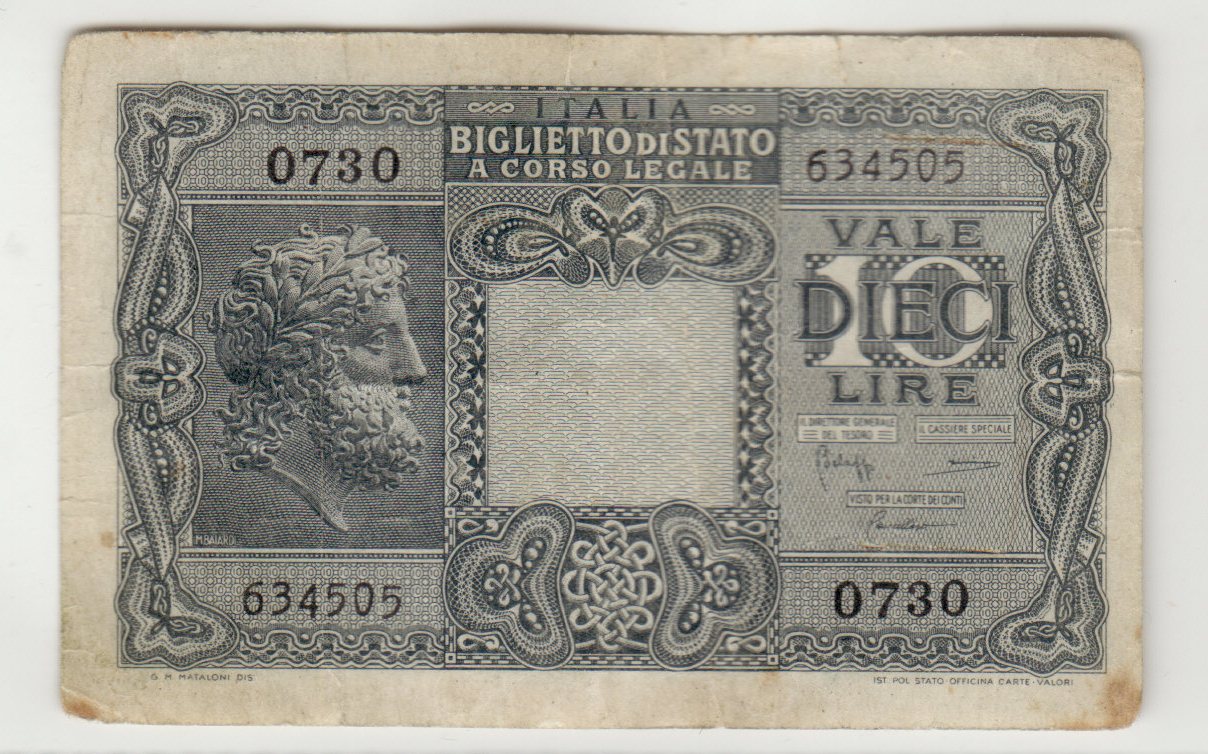 ITALIA
BIGLIETTO DI STATO
A CORSO LEGALE
0730
634505
VALE
10
DIECI
LIRE
IL DIRETTORE GENERALE
DEL TESORO
IL CASSIERE SPECIALE
VISTO PER LA CORTE DEI CONTI
M.BAIARDI
634505
0730
G. M. MATALONI DIS.
IST. POL. STATO OFFICINA CARTE-VALORI